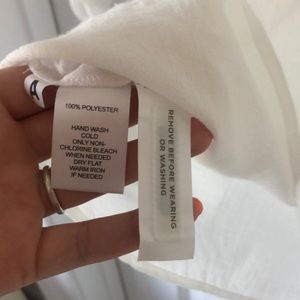 100% POLYESTER
HAND WASH
COLD
ONLY NON-
CHLORINE BLEACH
WHEN NEEDED
DRY FLAT
WARM IRON
IF NEEDED
REMOVE BEFORE WEARING
OR WASHING